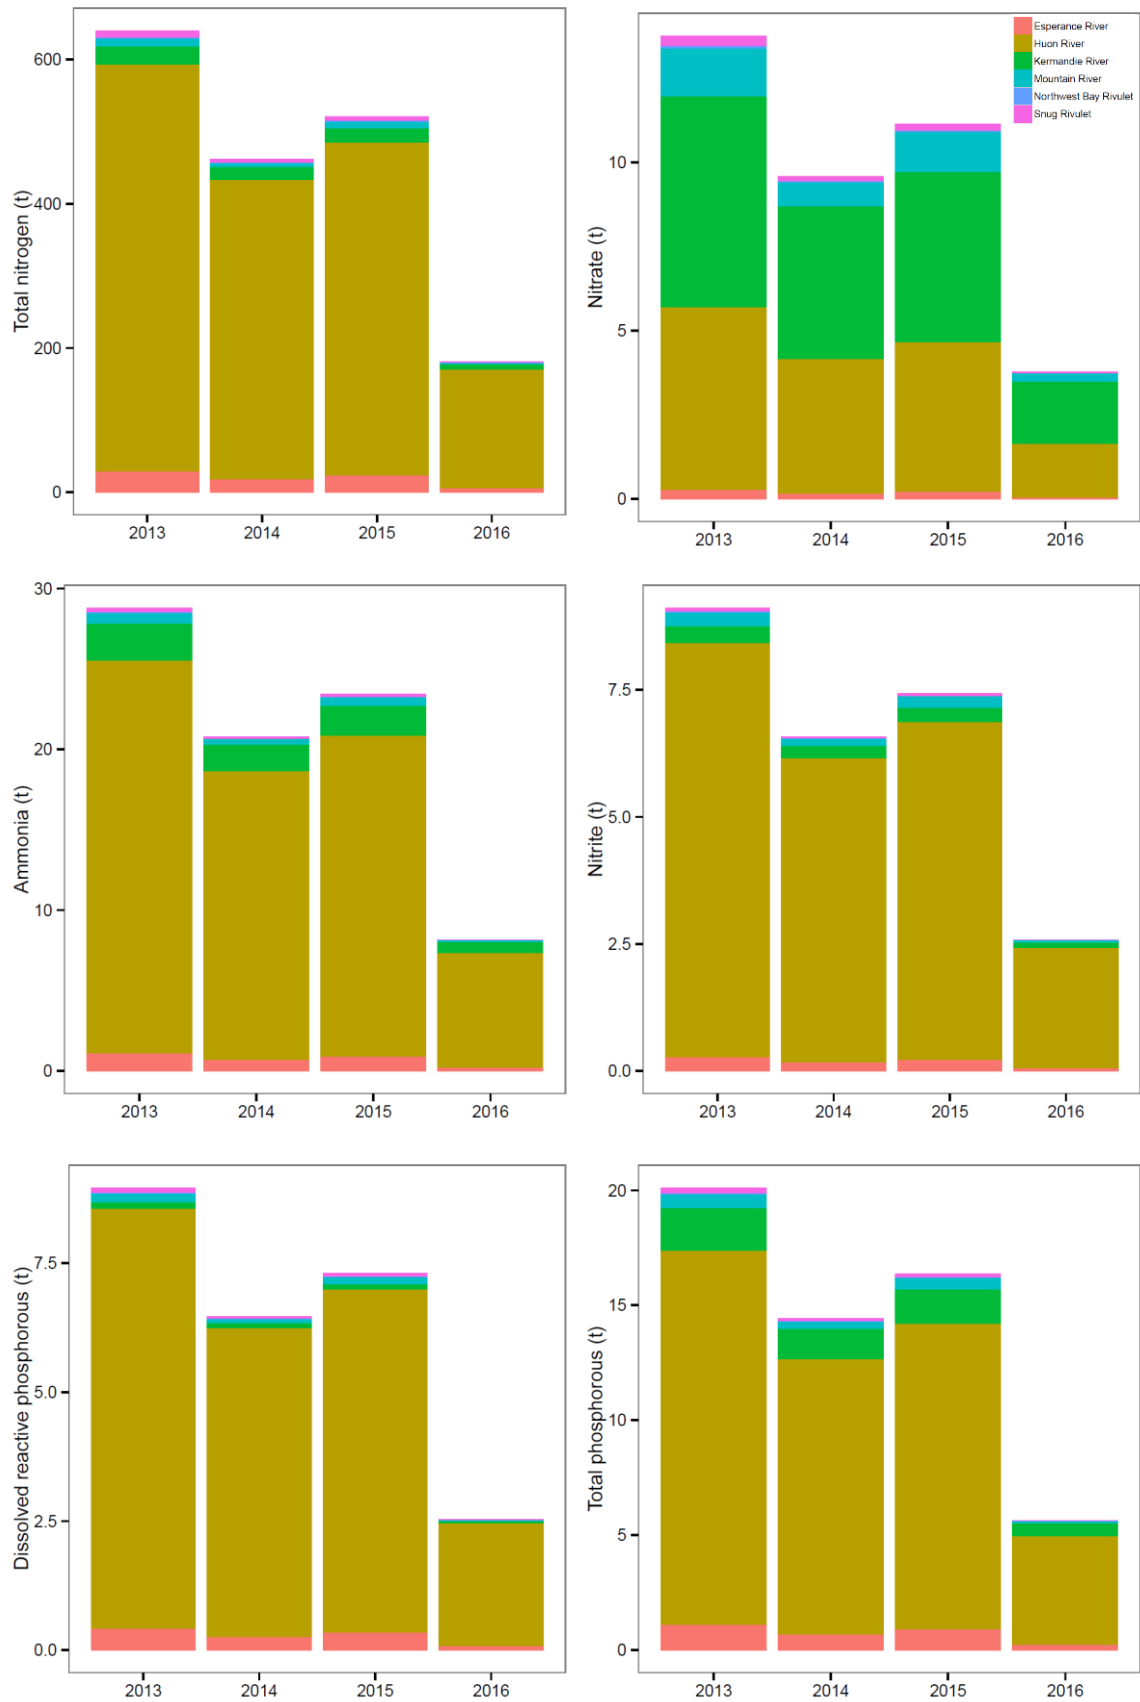 Total nitrogen (t)
600
400
200
0
2013 2014 2015 2016
Nitrate (t)
10
5
0
2013 2014 2015 2016
Esperance River
Huon River
Kermandie River
Mountain River
Northwest Bay Rivulet
Snug Rivulet
Ammonia (t)
30
20
10
0
2013 2014 2015 2016
Nitrite (t)
7.5
5.0
2.5
0.0
2013 2014 2015 2016
Dissolved reactive phosphorous (t)
7.5
5.0
2.5
0.0
2013 2014 2015 2016
Total phosphorous (t)
20
15
10
5
0
2013 2014 2015 2016